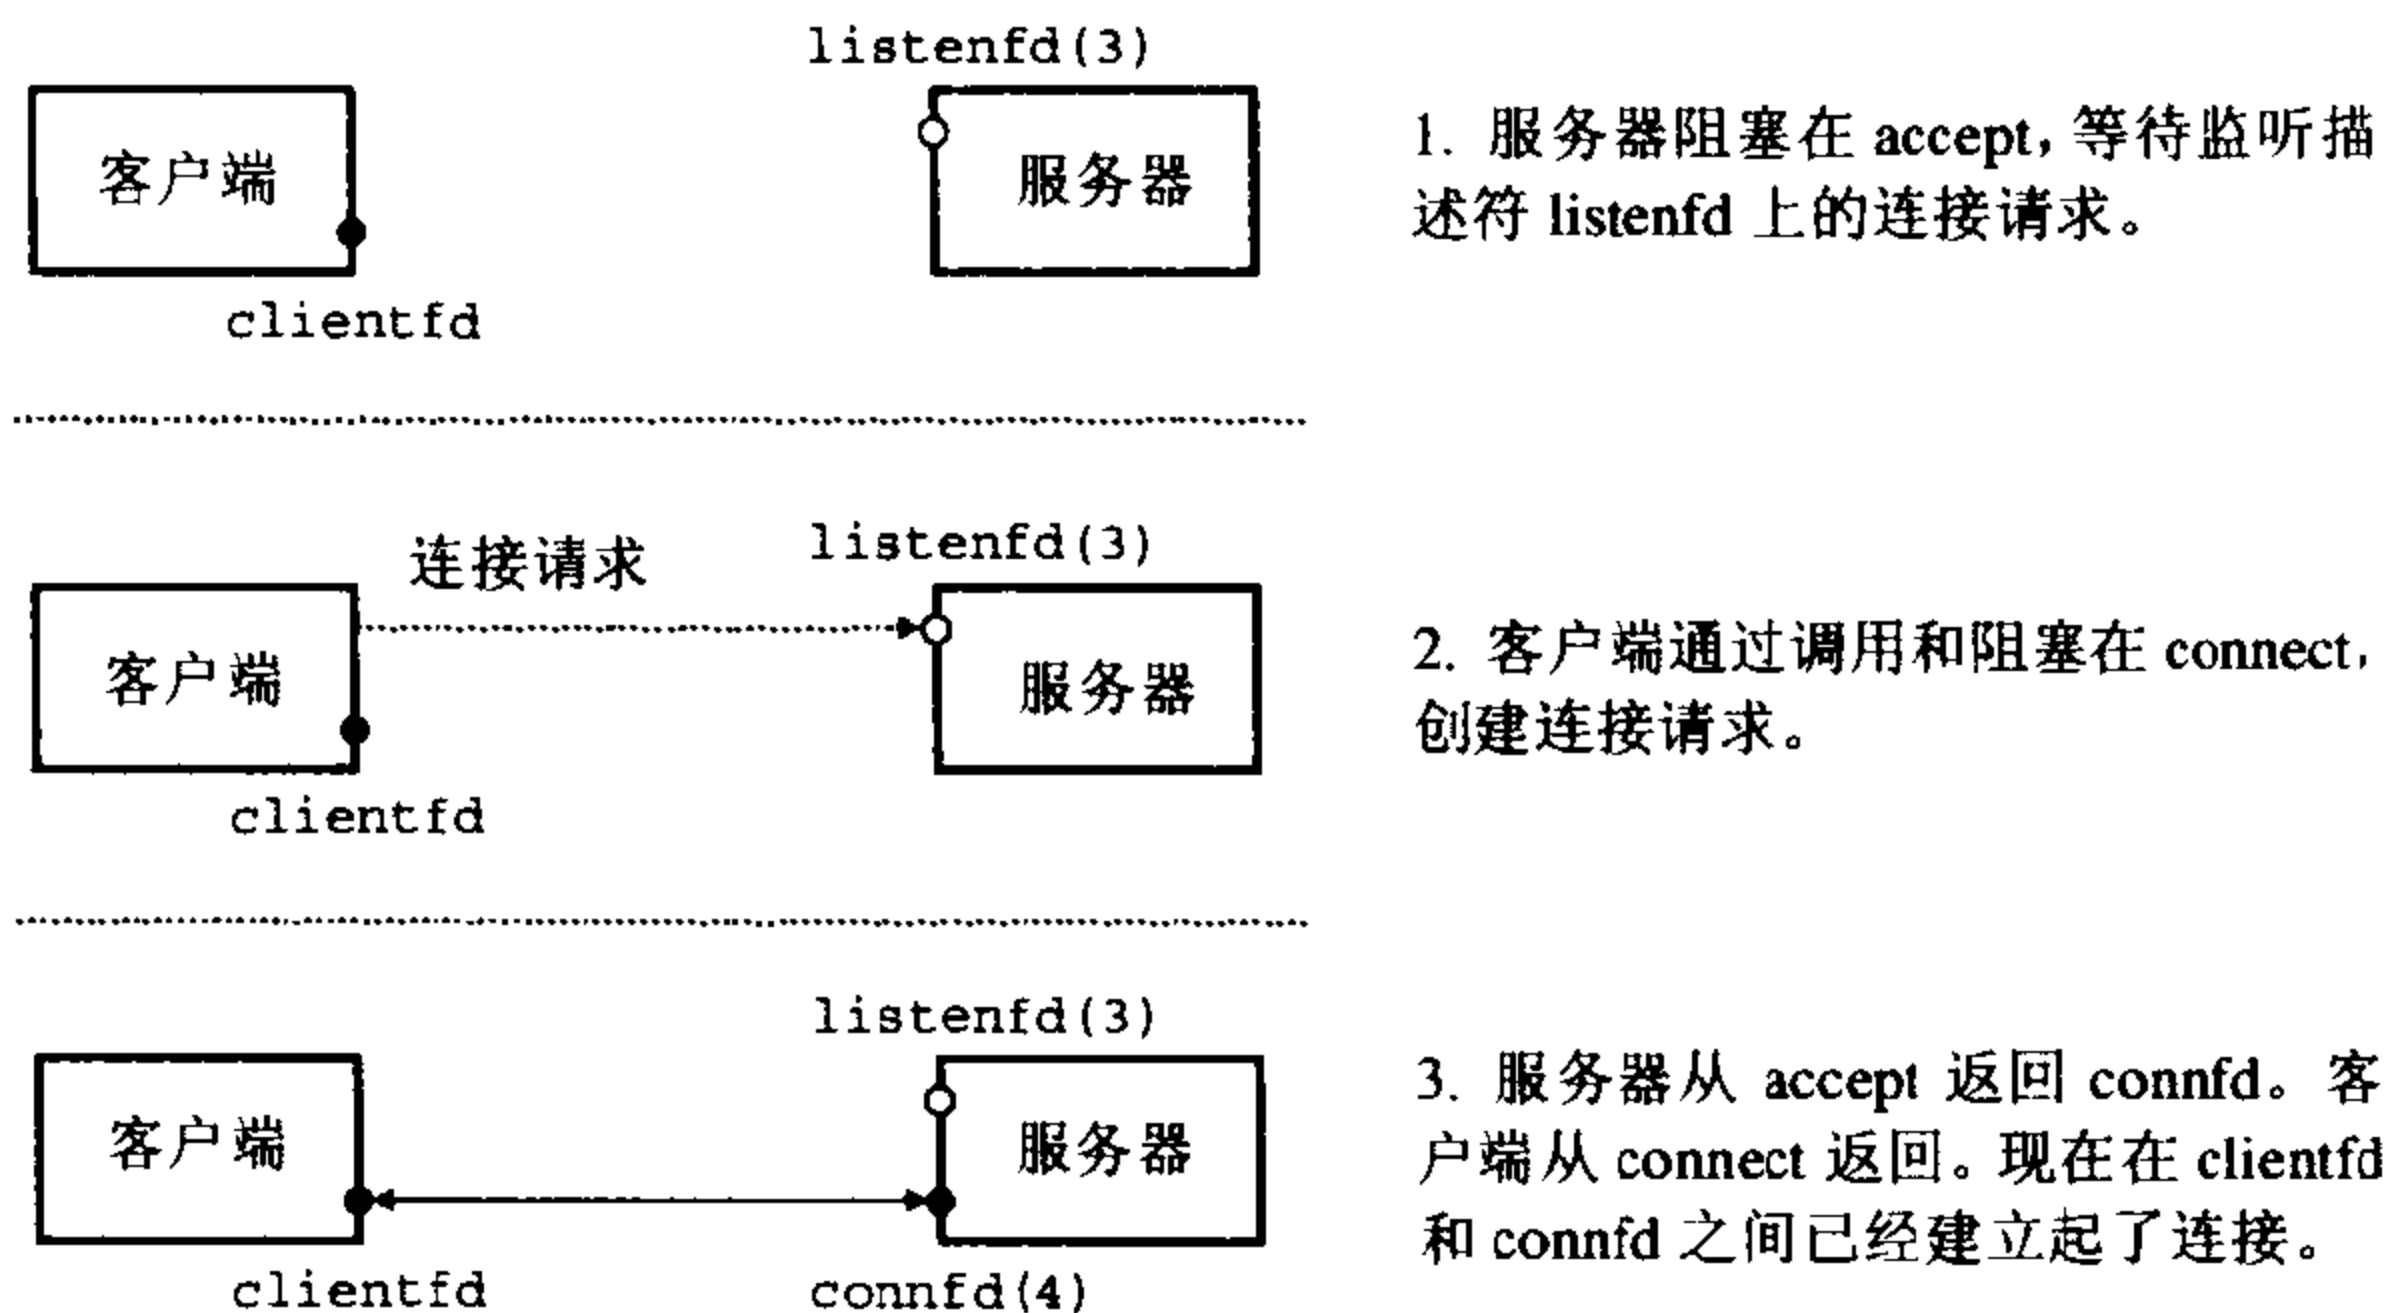 listenfd(3)
客户端
服务器
clientfd
1. 服务器阻塞在 accept，等待监听描
述符 listenfd 上的连接请求。
连接请求
listenfd(3)
客户端
服务器
clientfd
2. 客户端通过调用和阻塞在 connect，
创建连接请求。
listenfd(3)
客户端
服务器
clientfd
connfd(4)
3. 服务器从 accept 返回 connfd。客
户端从 connect 返回。现在在 clientfd
和 connfd 之间已经建立起了连接。